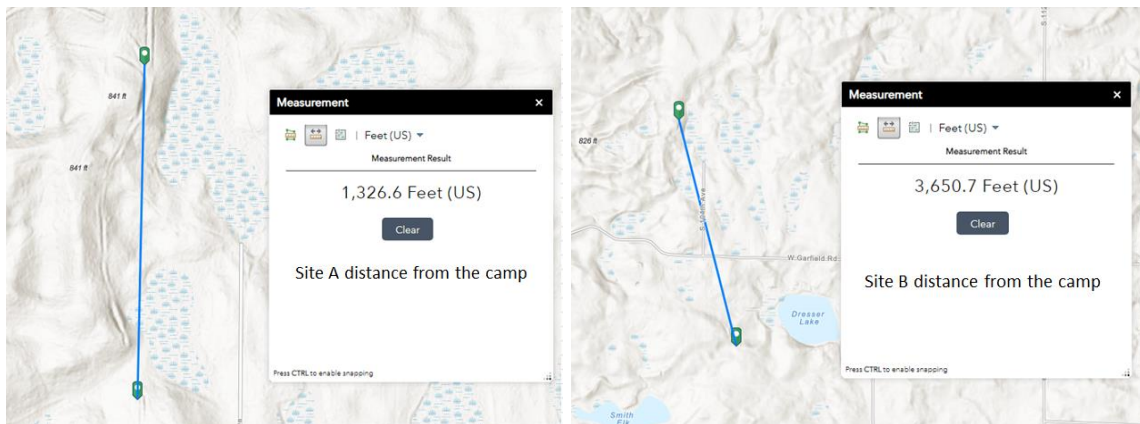 841 ft
841 ft
Measurement ×
| Feet (US)
Measurement Result
1,326.6 Feet (US)
Clear
Site A distance from the camp
Press CTRL to enable snapping
S 112
826 ft
W Garfield Rd
Dresser
Lake
Smith
Elk
Measurement ×
| Feet (US)
Measurement Result
3,650.7 Feet (US)
Clear
Site B distance from the camp
Press CTRL to enable snapping